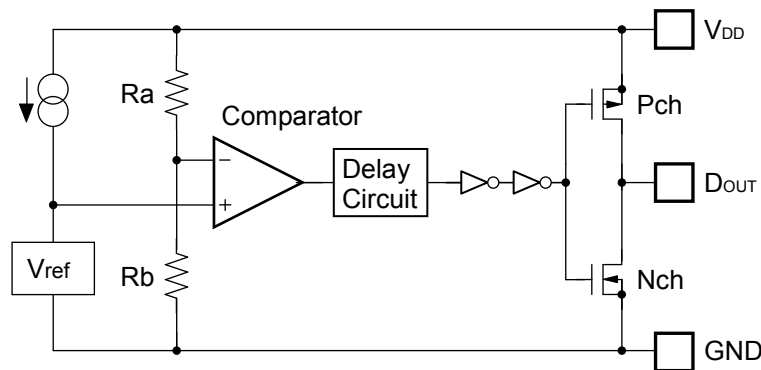 VDD
Ra
Pch
Comparator
−
Delay
Circuit
DOUT
+
Vref
Rb
Nch
GND